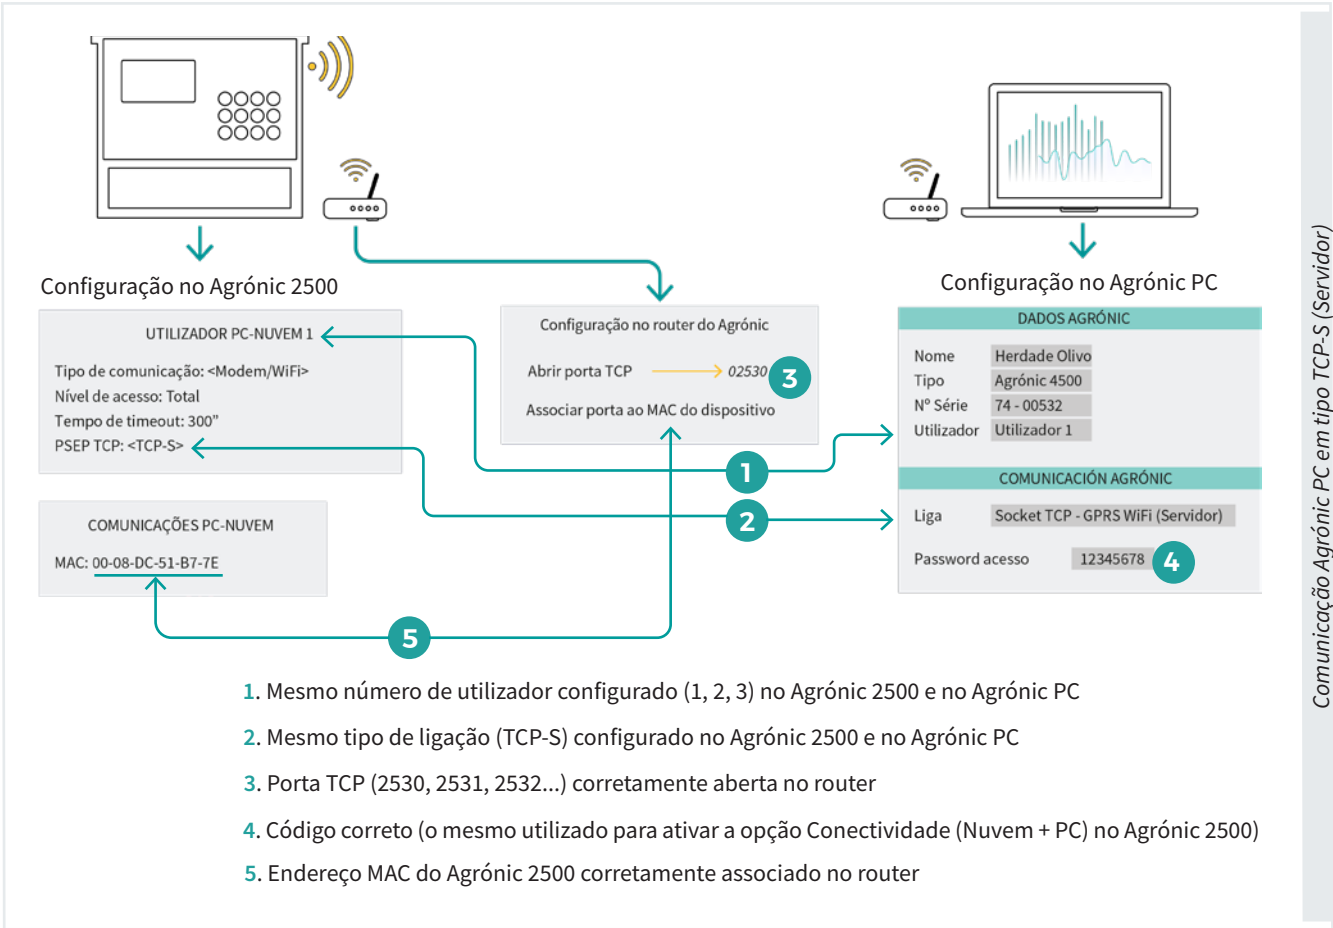 Configuração no Agrónic 2500
UTILIZADOR PC-NUVEM 1
Tipo de comunicação: <Modem/WiFi>
Nível de acesso: Total
Tempo de timeout: 300”
PSEP TCP: <TCP-S>
COMUNICAÇÕES PC-NUVEM
MAC: 00-08-DC-51-B7-7E
Configuração no router do Agrónic
Abrir porta TCP 02530 3
Associar porta ao MAC do dispositivo
Configuração no Agrónic PC
DADOS AGRÓNIC
Nome Herdade Olivo
Tipo Agrónic 4500
Nº Série 74 - 00532
Utilizador Utilizador 1
COMUNICACIÓN AGRÓNIC
Liga Socket TCP - GPRS WiFi (Servidor)
Password acesso 12345678 4
1
2
5
1. Mesmo número de utilizador configurado (1, 2, 3) no Agrónic 2500 e no Agrónic PC
2. Mesmo tipo de ligação (TCP-S) configurado no Agrónic 2500 e no Agrónic PC
3. Porta TCP (2530, 2531, 2532...) corretamente aberta no router
4. Código correto (o mesmo utilizado para ativar a opção Conectividade (Nuvem + PC) no Agrónic 2500)
5. Endereço MAC do Agrónic 2500 corretamente associado no router
Comunicação Agrónic PC em tipo TCP-S (Servidor)